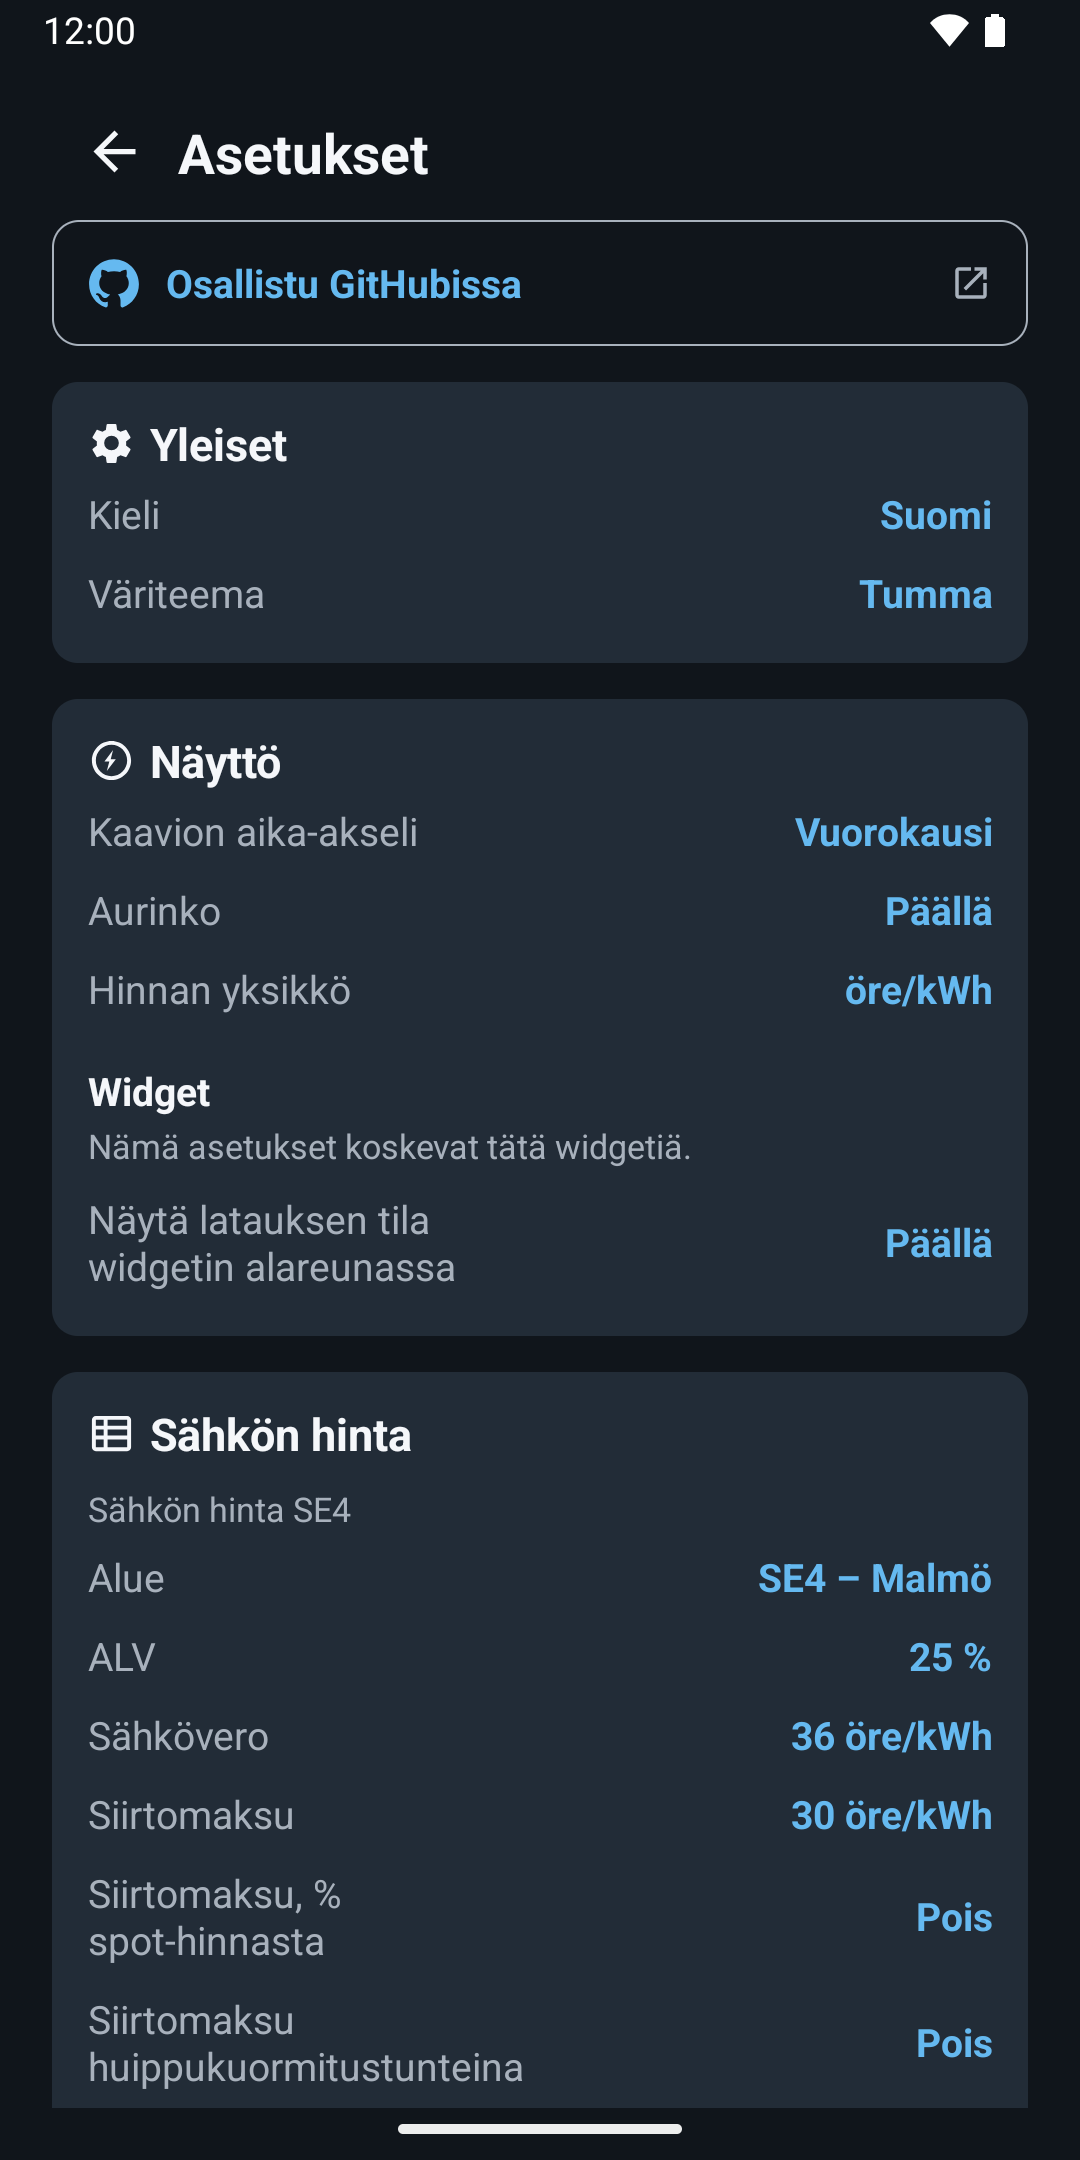 12:00
Asetukset
Osallistu GitHubissa
Yleiset
Kieli
Suomi
Väriteema
Tumma
Näyttö
Kaavion aika-akseli
Vuorokausi
Aurinko
Päällä
Hinnan yksikkö
öre/kWh
Widget
Nämä asetukset koskevat tätä widgetiä.
Näytä latauksen tila
widgetin alareunassa
Päällä
Sähkön hinta
Sähkön hinta SE4
Alue
SE4 – Malmö
ALV
25 %
Sähkövero
36 öre/kWh
Siirtomaksu
30 öre/kWh
Siirtomaksu, %
spot-hinnasta
Pois
Siirtomaksu
huippukuormitustunteina
Pois